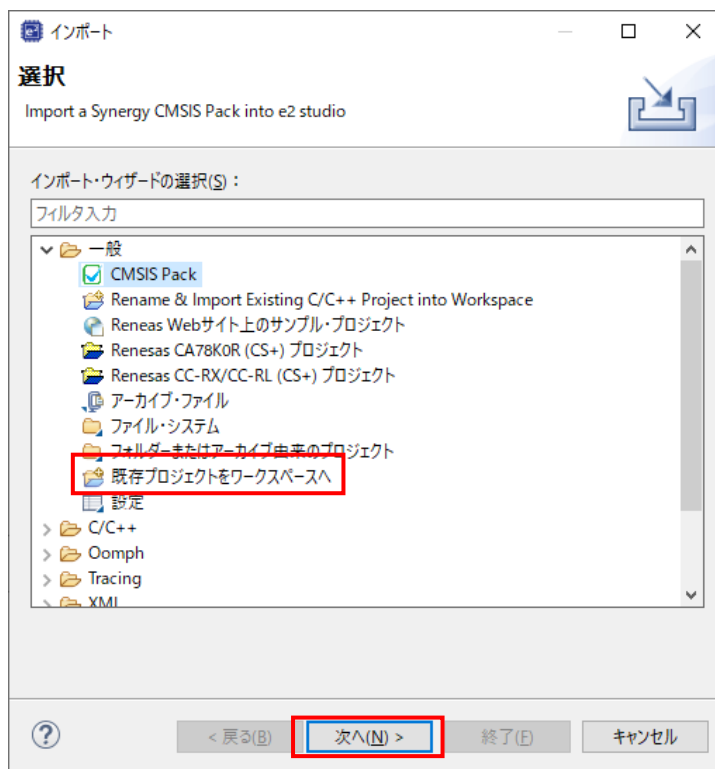 インポート
選択
Import a Synergy CMSIS Pack into e2 studio
インポート・ウィザードの選択(S)：
フィルタ入力
一般
CMSIS Pack
Rename & Import Existing C/C++ Project into Workspace
Reneas Webサイト上のサンプル・プロジェクト
Renesas CA78K0R (CS+) プロジェクト
Renesas CC-RX/CC-RL (CS+) プロジェクト
アーカイブ・ファイル
ファイル・システム
フォルダーまたはアーカイブ由来のプロジェクト
既存プロジェクトをワークスペースへ
設定
C/C++
Oomph
Tracing
XML
< 戻る(B) 次へ(N) > 終了(F) キャンセル